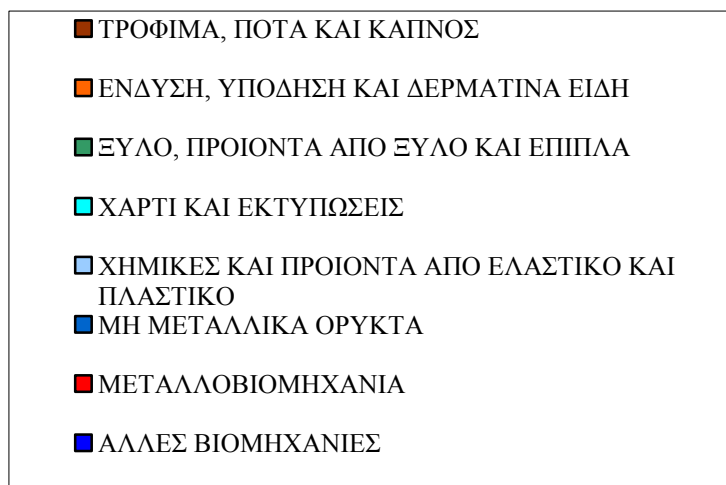 ΤΡΟΦΙΜΑ, ΠΟΤΑ ΚΑΙ ΚΑΠΝΟΣ
ΕΝΔΥΣΗ, ΥΠΟΔΗΣΗ ΚΑΙ ΔΕΡΜΑΤΙΝΑ ΕΙΔΗ
ΞΥΛΟ, ΠΡΟΙΟΝΤΑ ΑΠΟ ΞΥΛΟ ΚΑΙ ΕΠΙΠΛΑ
ΧΑΡΤΙ ΚΑΙ ΕΚΤΥΠΩΣΕΙΣ
ΧΗΜΙΚΕΣ ΚΑΙ ΠΡΟΙΟΝΤΑ ΑΠΟ ΕΛΑΣΤΙΚΟ ΚΑΙ
ΠΛΑΣΤΙΚΟ
ΜΗ ΜΕΤΑΛΛΙΚΑ ΟΡΥΚΤΑ
ΜΕΤΑΛΛΟΒΙΟΜΗΧΑΝΙΑ
ΑΛΛΕΣ ΒΙΟΜΗΧΑΝΙΕΣ